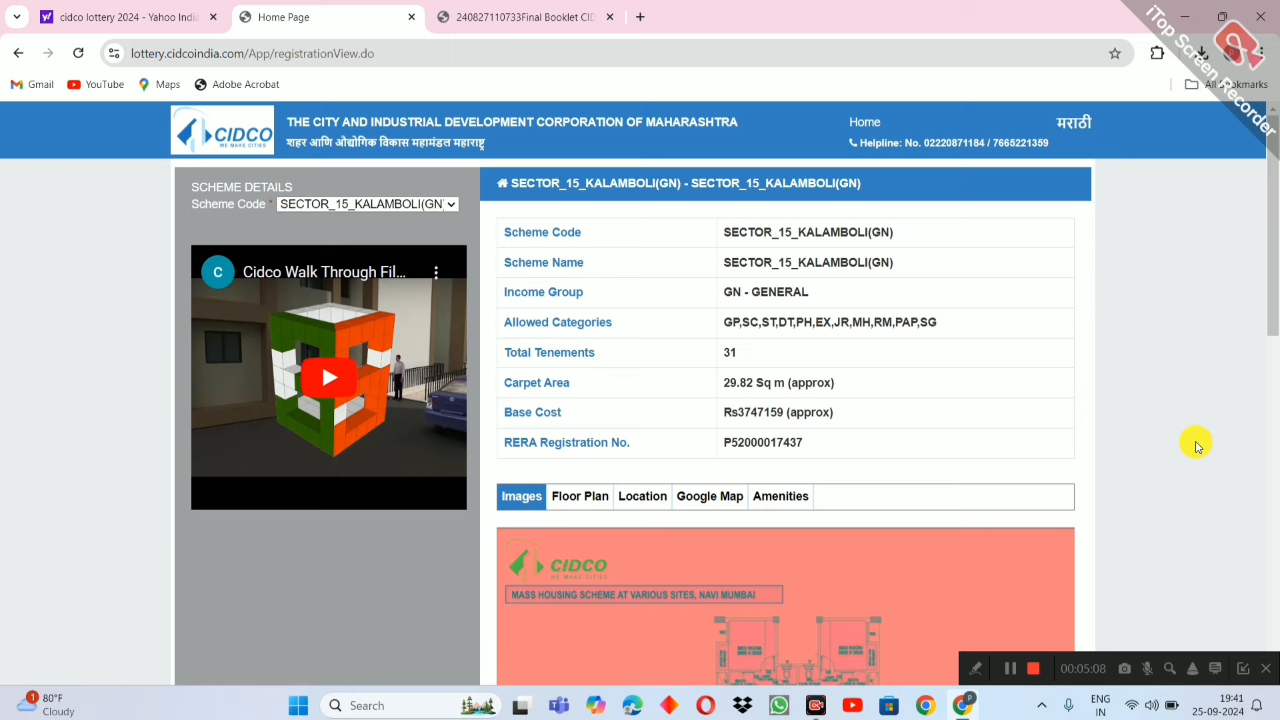 cidco lottery 2024 - Yahoo Indi
Home Page
240827110733Final Booklet CID
lottery.cidcoindia.com/App/registrationView.do
Gmail
YouTube
Maps
Adobe Acrobat
All Bookmarks
iTop Screen Recorder
CIDCO
WE MAKE CITIES
THE CITY AND INDUSTRIAL DEVELOPMENT CORPORATION OF MAHARASHTRA
शहर आणि औद्योगिक विकास महामंडल महाराष्ट्र
Home
मराठी
Helpline: No. 02220871184 / 7665221359
SCHEME DETAILS
Scheme Code * SECTOR_15_KALAMBOLI(GN)
C
Cidco Walk Through Fil...
SECTOR_15_KALAMBOLI(GN) - SECTOR_15_KALAMBOLI(GN)
Scheme Code SECTOR_15_KALAMBOLI(GN)
Scheme Name SECTOR_15_KALAMBOLI(GN)
Income Group GN - GENERAL
Allowed Categories GP,SC,ST,DT,PH,EX,JR,MH,RM,PAP,SG
Total Tenements 31
Carpet Area 29.82 Sq m (approx)
Base Cost Rs3747159 (approx)
RERA Registration No. P52000017437
Images Floor Plan Location Google Map Amenities
CIDCO
WE MAKE CITIES
MASS HOUSING SCHEME AT VARIOUS SITES, NAVI MUMBAI
00:05:08
1
80°F
Cloudy
Search
P
ENG
IN
19:41
25-09-2024